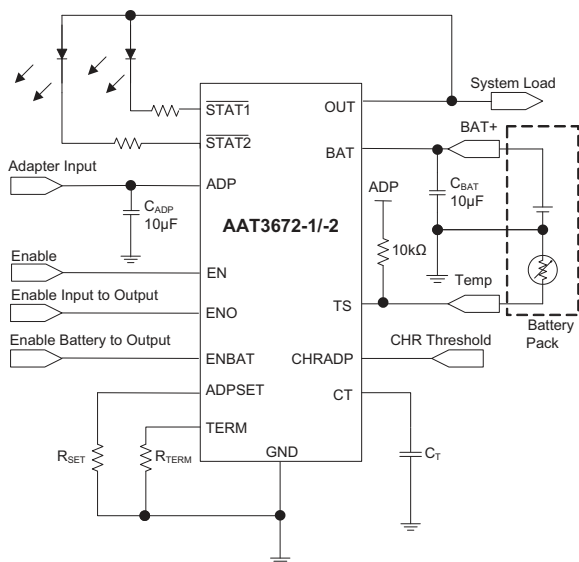 System Load
STAT1
OUT
BAT+
STAT2
BAT
Adapter Input
ADP
ADP
CADP
10µF
CBAT
10µF
AAT3672-1/-2
10kΩ
Enable
EN
Temp
Enable Input to Output
ENO
TS
Battery
Pack
Enable Battery to Output
ENBAT
CHRADP
CHR Threshold
ADPSET
CT
TERM
GND
RSET
RTERM
CT